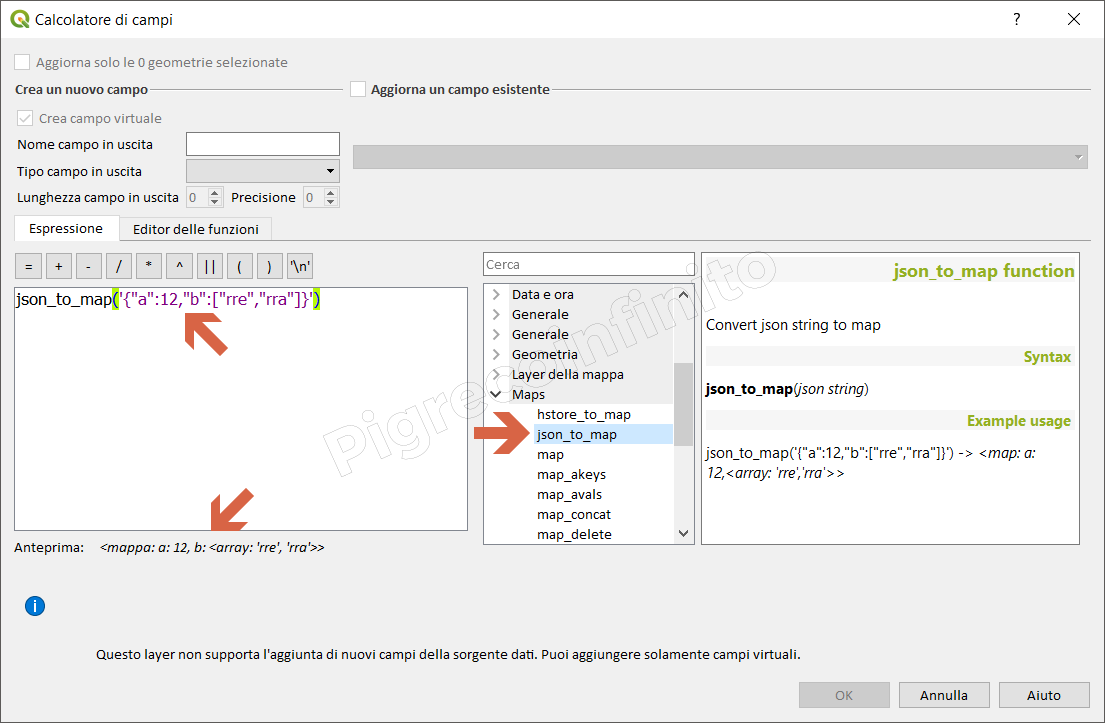 Calcolatore di campi
?
Aggiorna solo le 0 geometrie selezionate
Crea un nuovo campo
Aggiorna un campo esistente
Crea campo virtuale
Nome campo in uscita
Tipo campo in uscita
Lunghezza campo in uscita 0 Precisione 0
Espressione Editor delle funzioni
= + - / * ^ || ( ) '\n'
json_to_map('{"a":12,"b":["rre","rra"]}')
Anteprima: <mappa: a: 12, b: <array: 'rre', 'rra'>>
Cerca
Data e ora
Generale
Generale
Geometria
Layer della mappa
Maps
hstore_to_map
json_to_map
map
map_akeys
map_avals
map_concat
map_delete
json_to_map function
Convert json string to map
Syntax
json_to_map(json string)
Example usage
json_to_map('{"a":12,"b":["rre","rra"]}') -> <map: a:
12,<array: 'rre','rra'>>
Pigrecoinfinito
i
Questo layer non supporta l'aggiunta di nuovi campi della sorgente dati. Puoi aggiungere solamente campi virtuali.
OK Annulla Aiuto